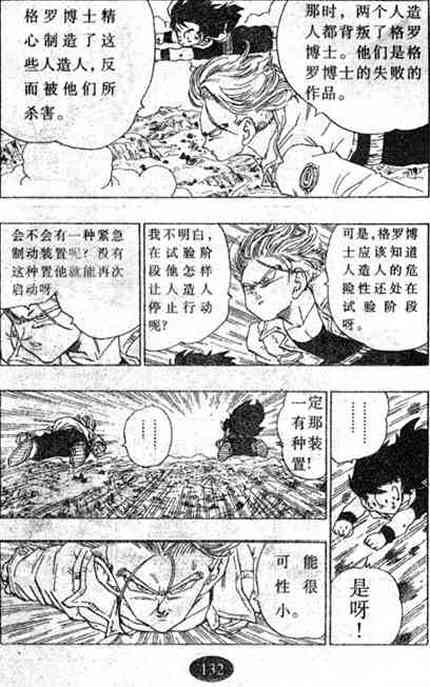 那时，两个人造
人都背叛了格罗
博士。他们是格
罗博士的失败的
作品。
格罗博士精
心制造了这
些人造人，反
而被他们所
杀害。
可是，格罗博
士应该知道
人造人的危
险性还处在
试验阶段
呀。
我不明白，
在试验阶
段他怎样
让人造人
停止行动
呢？
会不会有一种紧急
制动装置呢？没有
这种置他就能再次
启动呀。
………
是呀！
一定
有那
种装
置！
……
可能
性很
小。
132